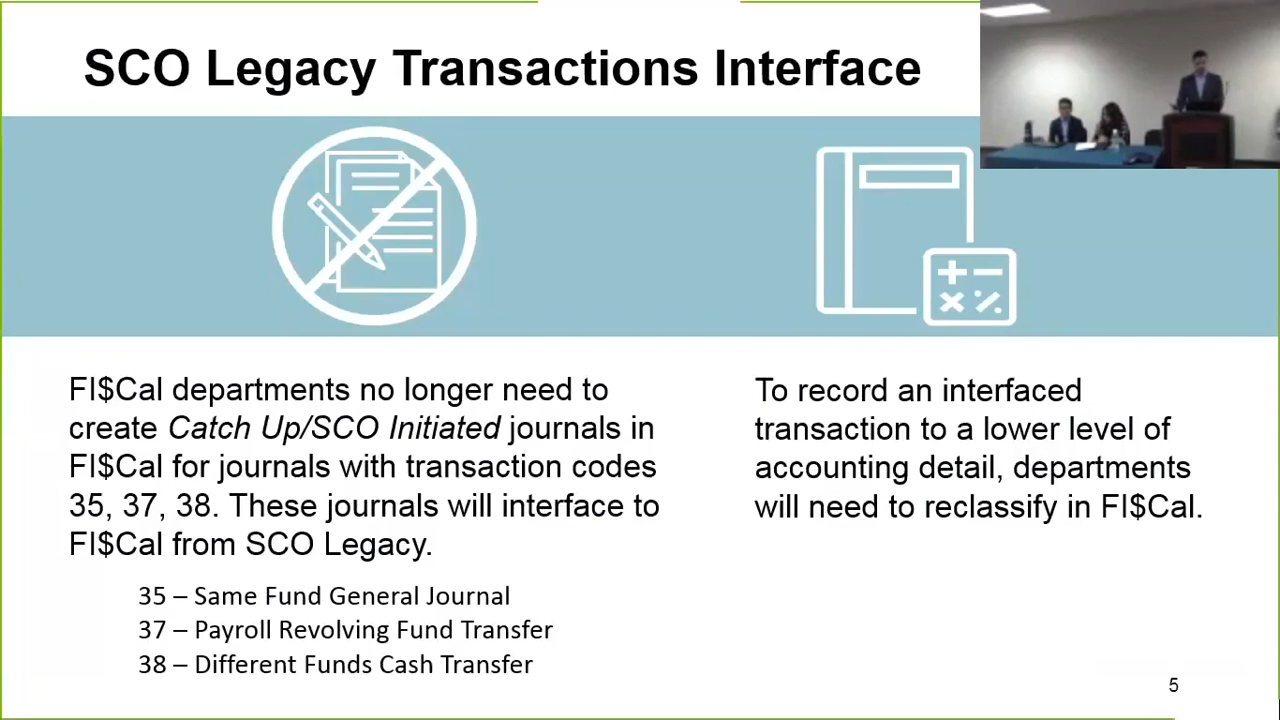 SCO Legacy Transactions Interface
FI$Cal departments no longer need to
create Catch Up/SCO Initiated journals in
FI$Cal for journals with transaction codes
35, 37, 38. These journals will interface to
FI$Cal from SCO Legacy.
35 – Same Fund General Journal
37 – Payroll Revolving Fund Transfer
38 – Different Funds Cash Transfer
To record an interfaced
transaction to a lower level of
accounting detail, departments
will need to reclassify in FI$Cal.
5